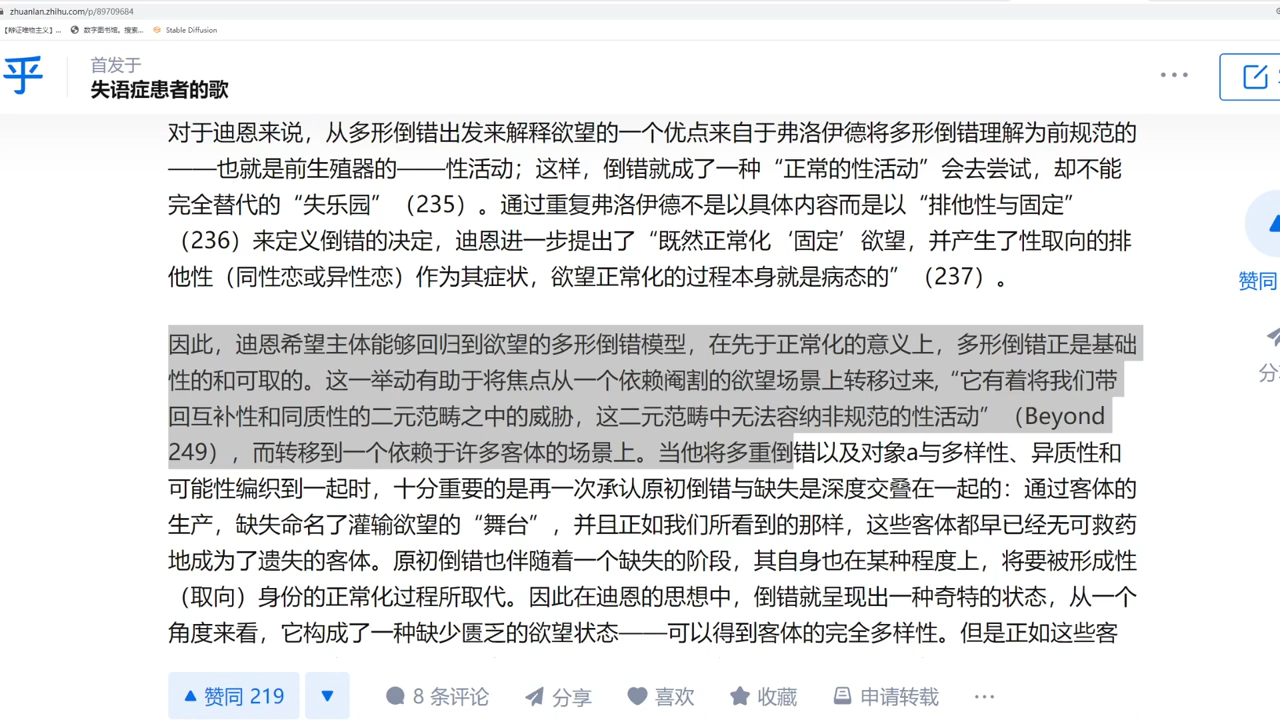 zhuanlan.zhihu.com/p/89709684
【辩证唯物主义】...
数字图书馆。搜索...
Stable Diffusion
乎
首发于
失语症患者的歌
对于迪恩来说，从多形倒错出发来解释欲望的一个优点来自于弗洛伊德将多形倒错理解为前规范的
——也就是前生殖器的——性活动；这样，倒错就成了一种“正常的性活动”会去尝试，却不能
完全替代的“失乐园”（235）。通过重复弗洛伊德不是以具体内容而是以“排他性与固定”
（236）来定义倒错的决定，迪恩进一步提出了“既然正常化‘固定’欲望，并产生了性取向的排
他性（同性恋或异性恋）作为其症状，欲望正常化的过程本身就是病态的”（237）。
因此，迪恩希望主体能够回归到欲望的多形倒错模型，在先于正常化的意义上，多形倒错正是基础
性的和可取的。这一举动有助于将焦点从一个依赖阉割的欲望场景上转移过来，“它有着将我们带
回互补性和同质性的二元范畴之中的威胁，这二元范畴中无法容纳非规范的性活动”（Beyond
249），而转移到一个依赖于许多客体的场景上。当他将多重倒错以及对象a与多样性、异质性和
可能性编织到一起时，十分重要的是再一次承认原初倒错与缺失是深度交叠在一起的：通过客体的
生产，缺失命名了灌输欲望的“舞台”，并且正如我们所看到的那样，这些客体都早已经无可救药
地成为了遗失的客体。原初倒错也伴随着一个缺失的阶段，其自身也在某种程度上，将要被形成性
（取向）身份的正常化过程所取代。因此在迪恩的思想中，倒错就呈现出一种奇特的状态，从一个
角度来看，它构成了一种缺少匮乏的欲望状态——可以得到客体的完全多样性。但是正如这些客
赞同
赞同 219
8 条评论
分享
喜欢
收藏
申请转载